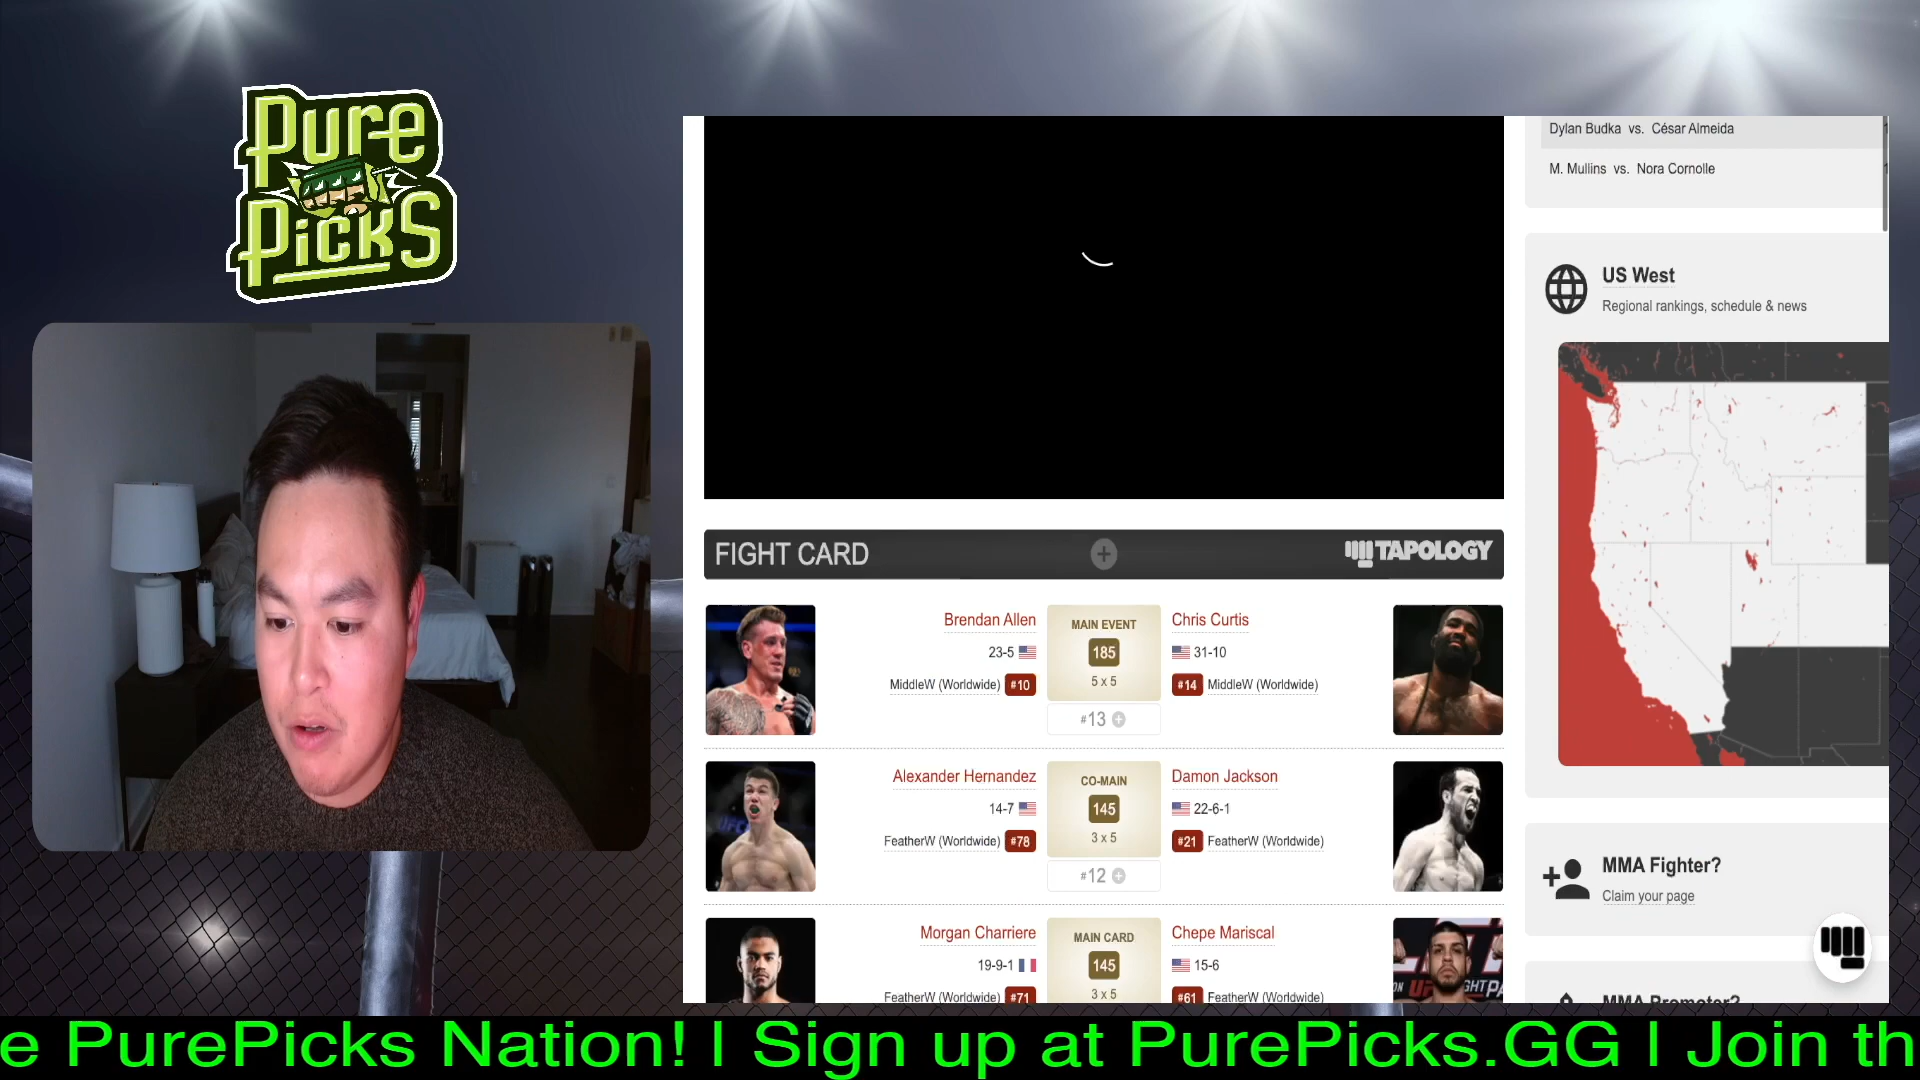 Pure
Picks
Dylan Budka vs. César Almeida
M. Mullins vs. Nora Cornolle
US West
Regional rankings, schedule & news
FIGHT CARD
TAPOLOGY
Brendan Allen
23-5
MiddleW (Worldwide) #10
MAIN EVENT
185
5 x 5
#13
Chris Curtis
31-10
#14 MiddleW (Worldwide)
Alexander Hernandez
14-7
FeatherW (Worldwide) #78
CO-MAIN
145
3 x 5
#12
Damon Jackson
22-6-1
#21 FeatherW (Worldwide)
Morgan Charriere
19-9-1
FeatherW (Worldwide) #71
MAIN CARD
145
3 x 5
Chepe Mariscal
15-6
#61 FeatherW (Worldwide)
MMA Fighter?
Claim your page
MMA Promoter?
e PurePicks Nation! | Sign up at PurePicks.GG | Join th